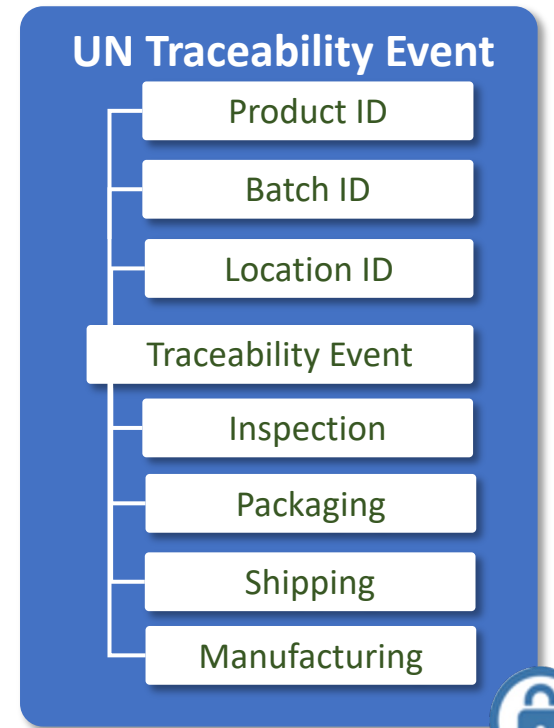 UN Traceability Event
Product ID
Batch ID
Location ID
Traceability Event
Inspection
Packaging
Shipping
Manufacturing